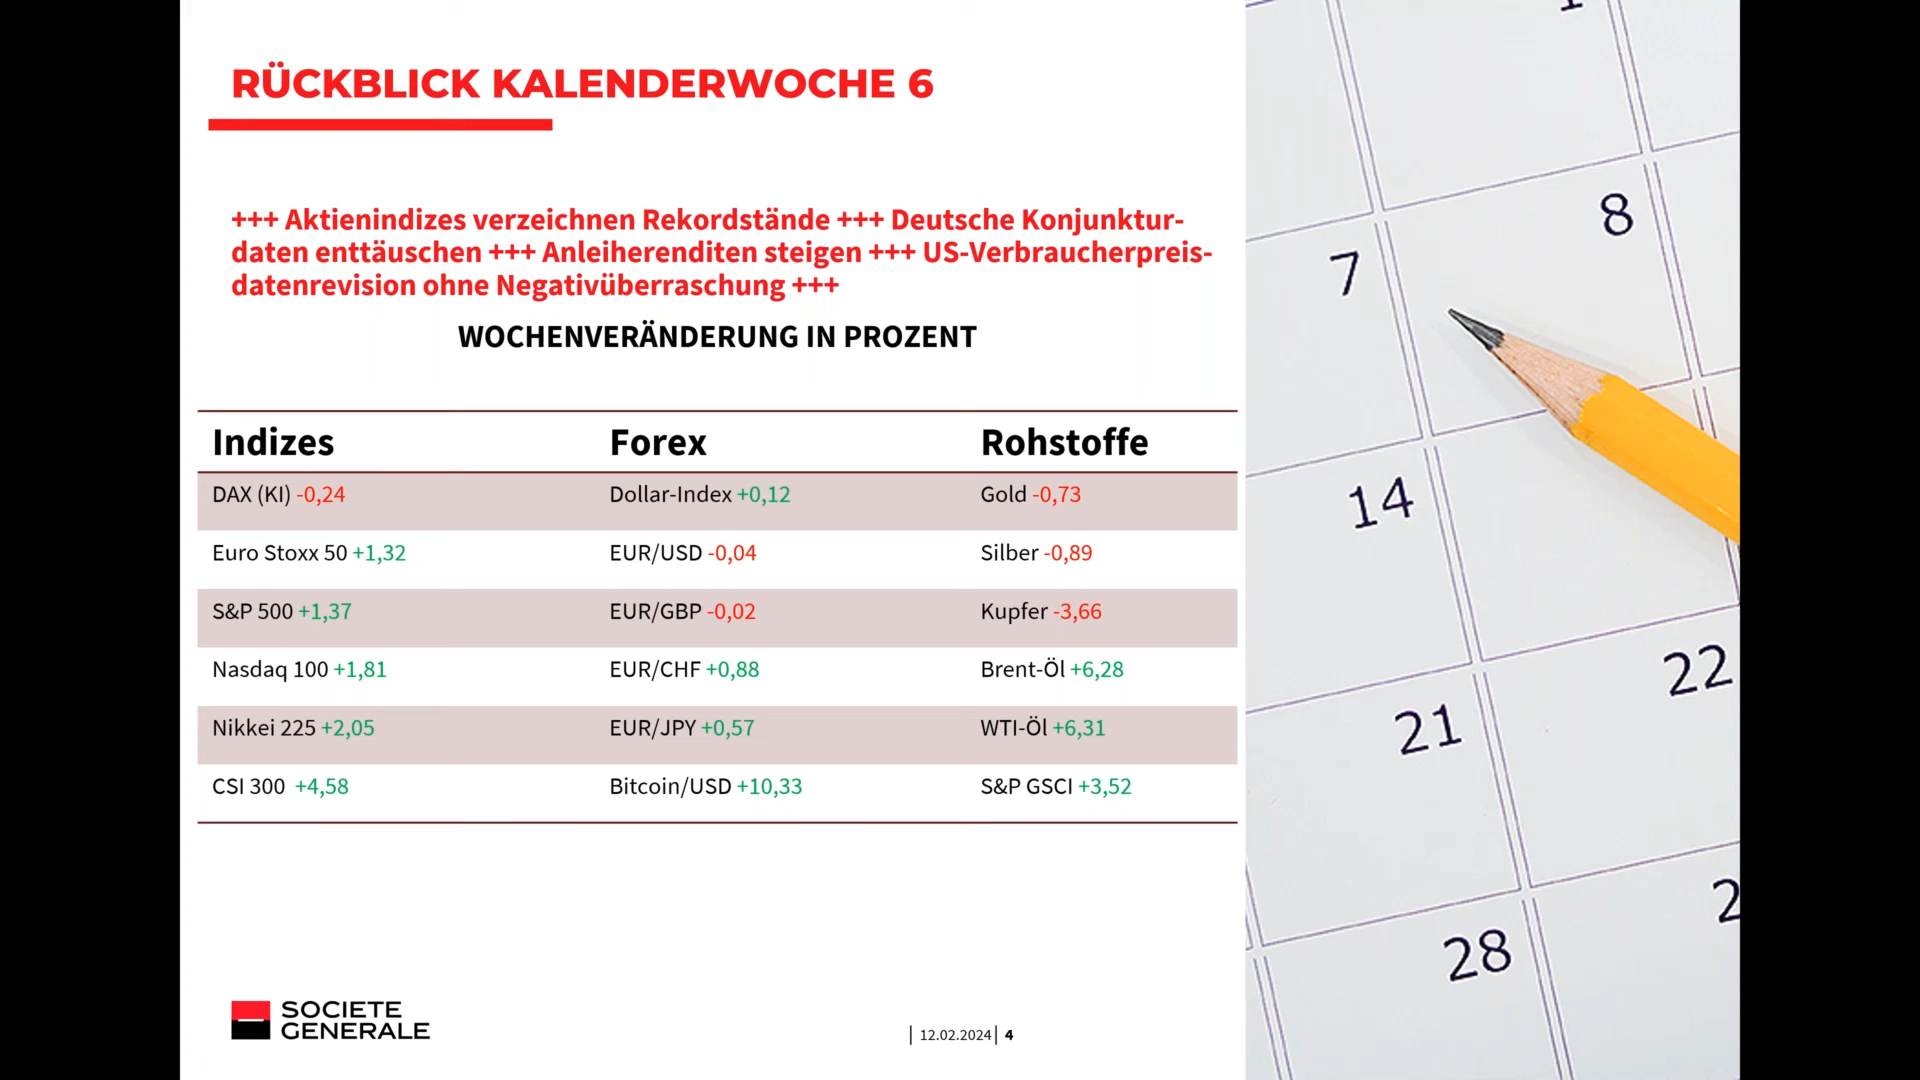 RÜCKBLICK KALENDERWOCHE 6
+++ Aktienindizes verzeichnen Rekordstände +++ Deutsche Konjunktur-
daten enttäuschen +++ Anleiherenditen steigen +++ US-Verbraucherpreis-
datenrevision ohne Negativüberraschung +++
WOCHENVERÄNDERUNG IN PROZENT
Indizes Forex Rohstoffe
DAX (KI) -0,24 Dollar-Index +0,12 Gold -0,73
Euro Stoxx 50 +1,32 EUR/USD -0,04 Silber -0,89
S&P 500 +1,37 EUR/GBP -0,02 Kupfer -3,66
Nasdaq 100 +1,81 EUR/CHF +0,88 Brent-Öl +6,28
Nikkei 225 +2,05 EUR/JPY +0,57 WTI-Öl +6,31
CSI 300 +4,58 Bitcoin/USD +10,33 S&P GSCI +3,52
SOCIETE
GENERALE
| 12.02.2024 | 4
7 8
14
21 22
28